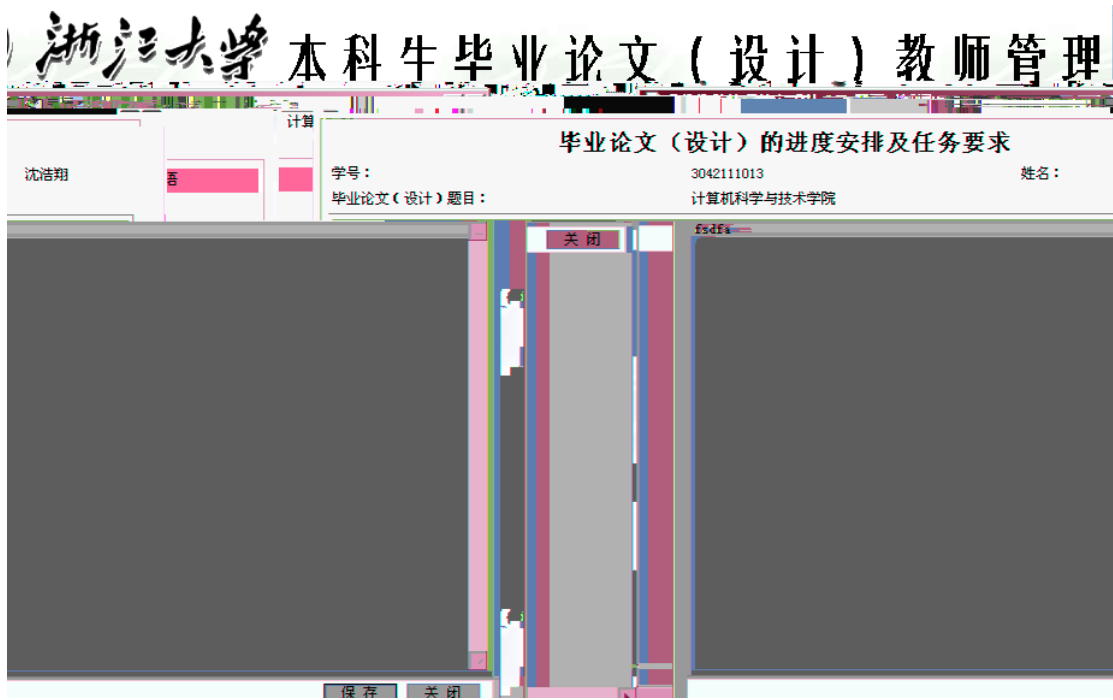 浙江大学 本科生毕业论文（设计）教师管理
计算
毕业论文（设计）的进度安排及任务要求
沈浩翔
语
学号： 3042111013 姓名：
毕业论文(设计)题目： 计算机科学与技术学院
关 闭
fsdfs
保 存 关 闭